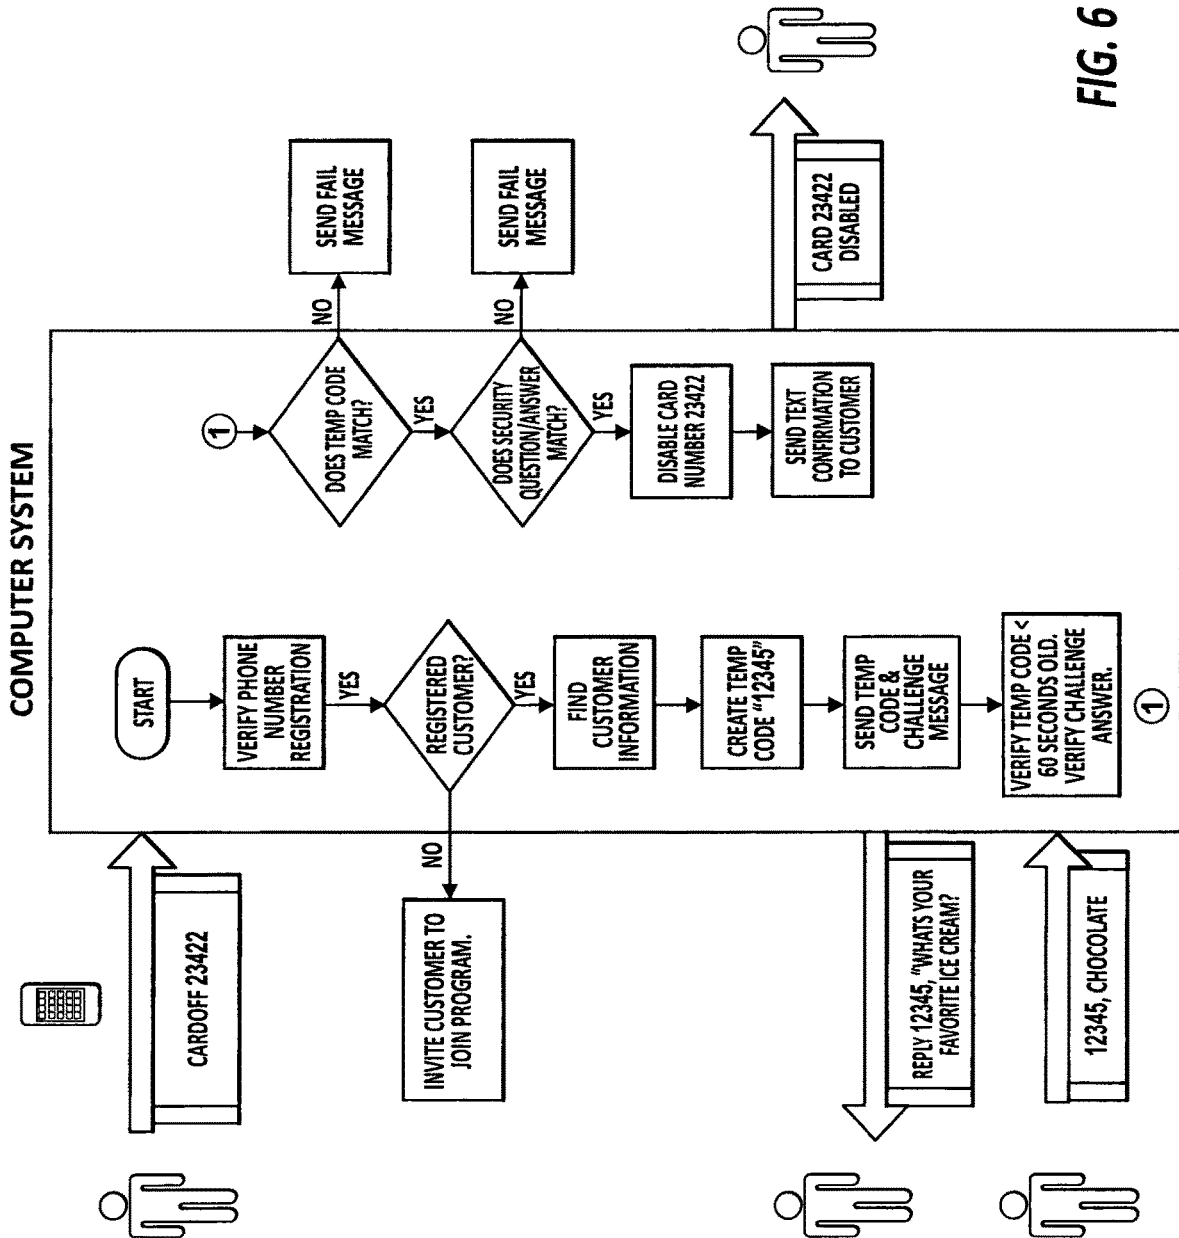 COMPUTER SYSTEM
CARDOFF 23422
START
VERIFY PHONE
NUMBER
REGISTRATION
YES
REGISTERED
CUSTOMER?
NO
INVITE CUSTOMER TO
JOIN PROGRAM.
YES
FIND
CUSTOMER
INFORMATION
CREATE TEMP
CODE "12345"
SEND TEMP
CODE &
CHALLENGE
MESSAGE
REPLY 12345, "WHATS YOUR
FAVORITE ICE CREAM?
12345, CHOCOLATE
VERIFY TEMP CODE <
60 SECONDS OLD.
VERIFY CHALLENGE
ANSWER.
1
1
DOES TEMP CODE
MATCH?
NO
SEND FAIL
MESSAGE
YES
DOES SECURITY
QUESTION/ANSWER
MATCH?
NO
SEND FAIL
MESSAGE
YES
DISABLE CARD
NUMBER 23422
SEND TEXT
CONFIRMATION
TO CUSTOMER
CARD 23422
DISABLED
FIG. 6